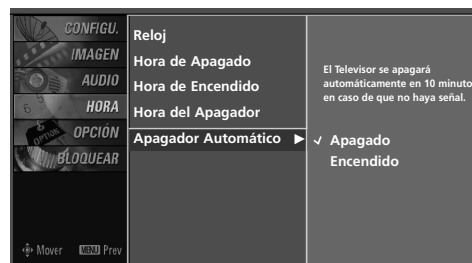 CONFIGU.
IMAGEN
AUDIO
HORA
OPCIÓN
BLOQUEAR
Mover MENU Prev
Reloj
Hora de Apagado
Hora de Encendido
Hora del Apagador
Apagador Automático ▶
El Televisor se apagará
automáticamente en 10 minuto
en caso de que no haya señal.
✓ Apagado
Encendido